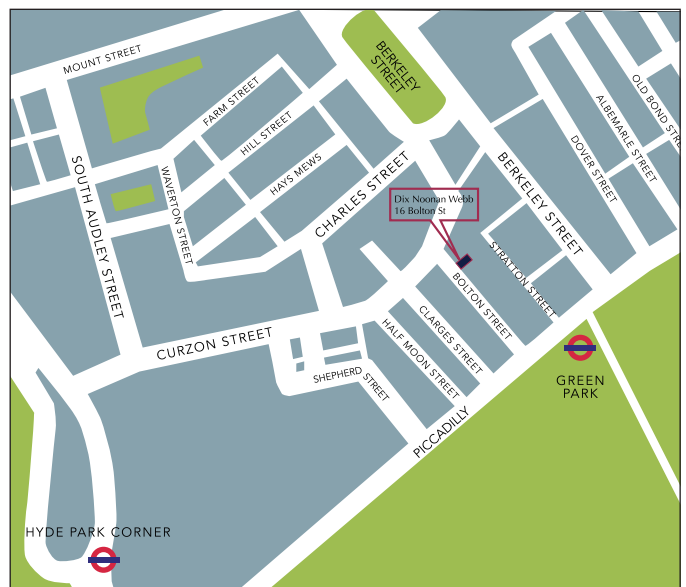 MOUNT STREET
BERKELEY
STREET
FARM STREET
HILL STREET
HAYS MEWS
WAVERTON STREET
SOUTH AUDLEY STREET
CHARLES STREET
OLD BOND STRE
ALBEMARLE STREET
DOVER STREET
BERKELEY STREET
Dix Noonan Webb
16 Bolton St
STRATTON STREET
BOLTON STREET
CLARGES STREET
HALF MOON STREET
CURZON STREET
SHEPHERD
STREET
PICCADILLY
GREEN
PARK
HYDE PARK CORNER